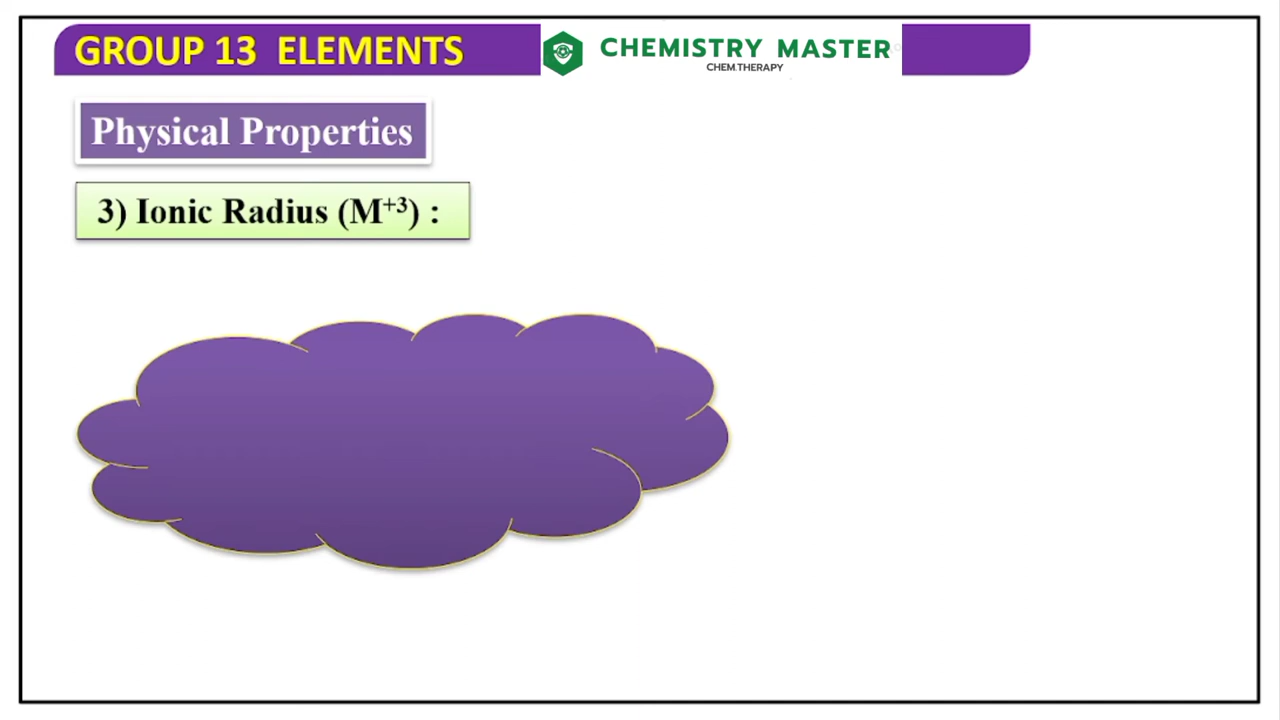 GROUP 13 ELEMENTS
CHEMISTRY MASTER
CHEM.THERAPY
Physical Properties
3) Ionic Radius (M⁺³) :